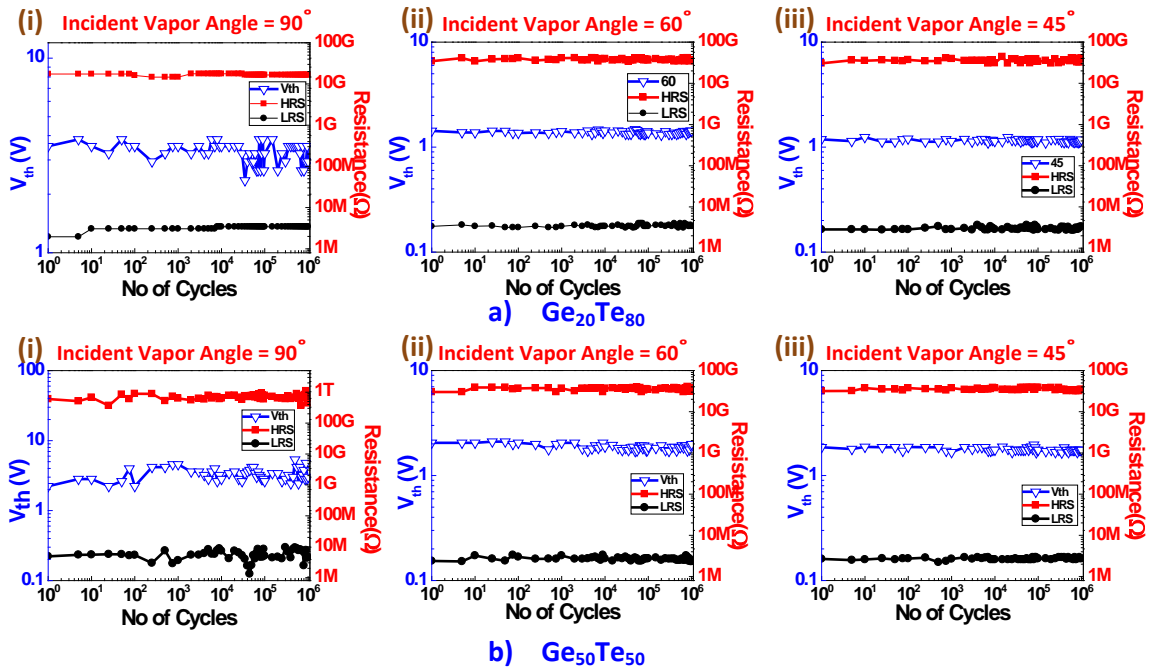 (i) Incident Vapor Angle = 90°
10
1
V_th (V)
100G
10G
1G
100M
10M
1M
Resistance(Ω)
Vth
HRS
LRS
10^0 10^1 10^2 10^3 10^4 10^5 10^6
No of Cycles
(ii) Incident Vapor Angle = 60°
10
1
0.1
V_th (V)
100G
10G
1G
100M
10M
1M
Resistance(Ω)
60
HRS
LRS
10^0 10^1 10^2 10^3 10^4 10^5 10^6
No of Cycles
(iii) Incident Vapor Angle = 45°
10
1
0.1
V_th (V)
100G
10G
1G
100M
10M
1M
Resistance(Ω)
45
HRS
LRS
10^0 10^1 10^2 10^3 10^4 10^5 10^6
No of Cycles
a) Ge20Te80
(i) Incident Vapor Angle = 90°
100
10
1
0.1
Vth (V)
1T
100G
10G
1G
100M
10M
1M
Resistance(Ω)
Vth
HRS
LRS
10^0 10^1 10^2 10^3 10^4 10^5 10^6
No of Cycles
(ii) Incident Vapor Angle = 60°
10
1
0.1
V_th (V)
100G
10G
1G
100M
10M
1M
Resistance(Ω)
Vth
HRS
LRS
10^0 10^1 10^2 10^3 10^4 10^5 10^6
No of Cycles
(iii) Incident Vapor Angle = 45°
10
1
0.1
V_th (V)
100G
10G
1G
100M
10M
1M
Resistance(Ω)
Vth
HRS
LRS
10^0 10^1 10^2 10^3 10^4 10^5 10^6
No of Cycles
b) Ge50Te50